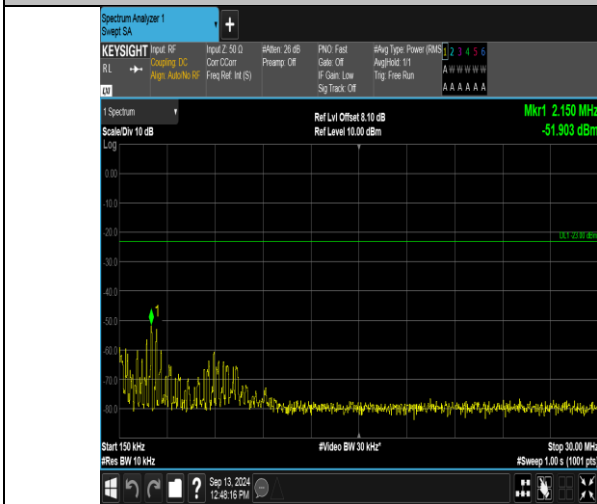 Spectrum Analyzer 1
Swept SA
+
KEYSIGHT Input: RF Input Z: 50 Ω #Atten: 26 dB PNO: Fast #Avg Type: Power (RMS 1 2 3 4 5 6
RL Coupling: DC Corr CCorr Preamp: Off Gate: Off Avg|Hold: 1/1 A W W W W W
Align: Auto/No RF Freq Ref: Int (S) IF Gain: Low Trig: Free Run
Sig Track: Off A A A A A A
1 Spectrum
Ref Lvl Offset 8.10 dB Mkr1 2.150 MHz
Scale/Div 10 dB Ref Level 10.00 dBm -51.903 dBm
Log
0.00
-10.0
-20.0
DL1 -23.00 dBm
-30.0
-40.0
1
-50.0
-60.0
-70.0
-80.0
Start 150 kHz #Video BW 30 kHz* Stop 30.00 MHz
#Res BW 10 kHz #Sweep 1.00 s (1001 pts)
? Sep 13, 2024
12:48:16 PM